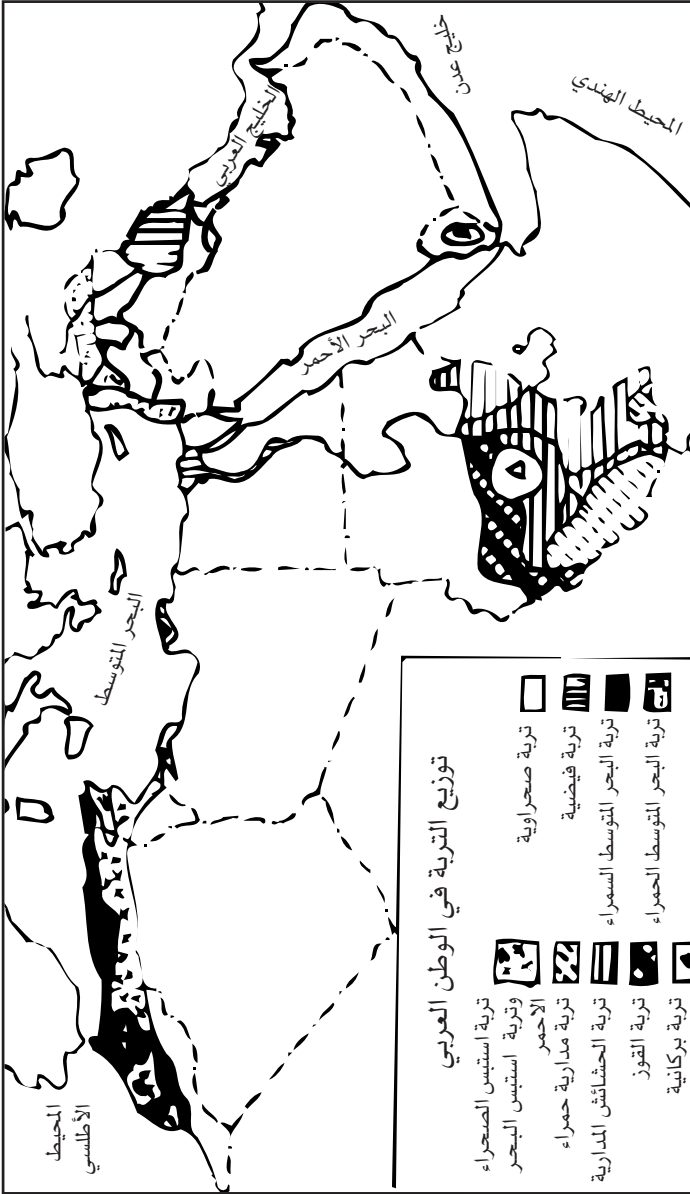 خليج عدن
المحيط الهندي
الخليج العربي
البحر الأحمر
البحر المتوسط
المحيط
الأطلسي
توزيع التربة في الوطن العربي
تربة صحراوية
تربة فيضية
تربة البحر المتوسط السمراء
تربة البحر المتوسط الحمراء
تربة استبس الصحراء
وتربة استبس البحر
الاحمر
تربة مدارية حمراء
تربة الحشائش المدارية
تربة القوز
تربة بركانية